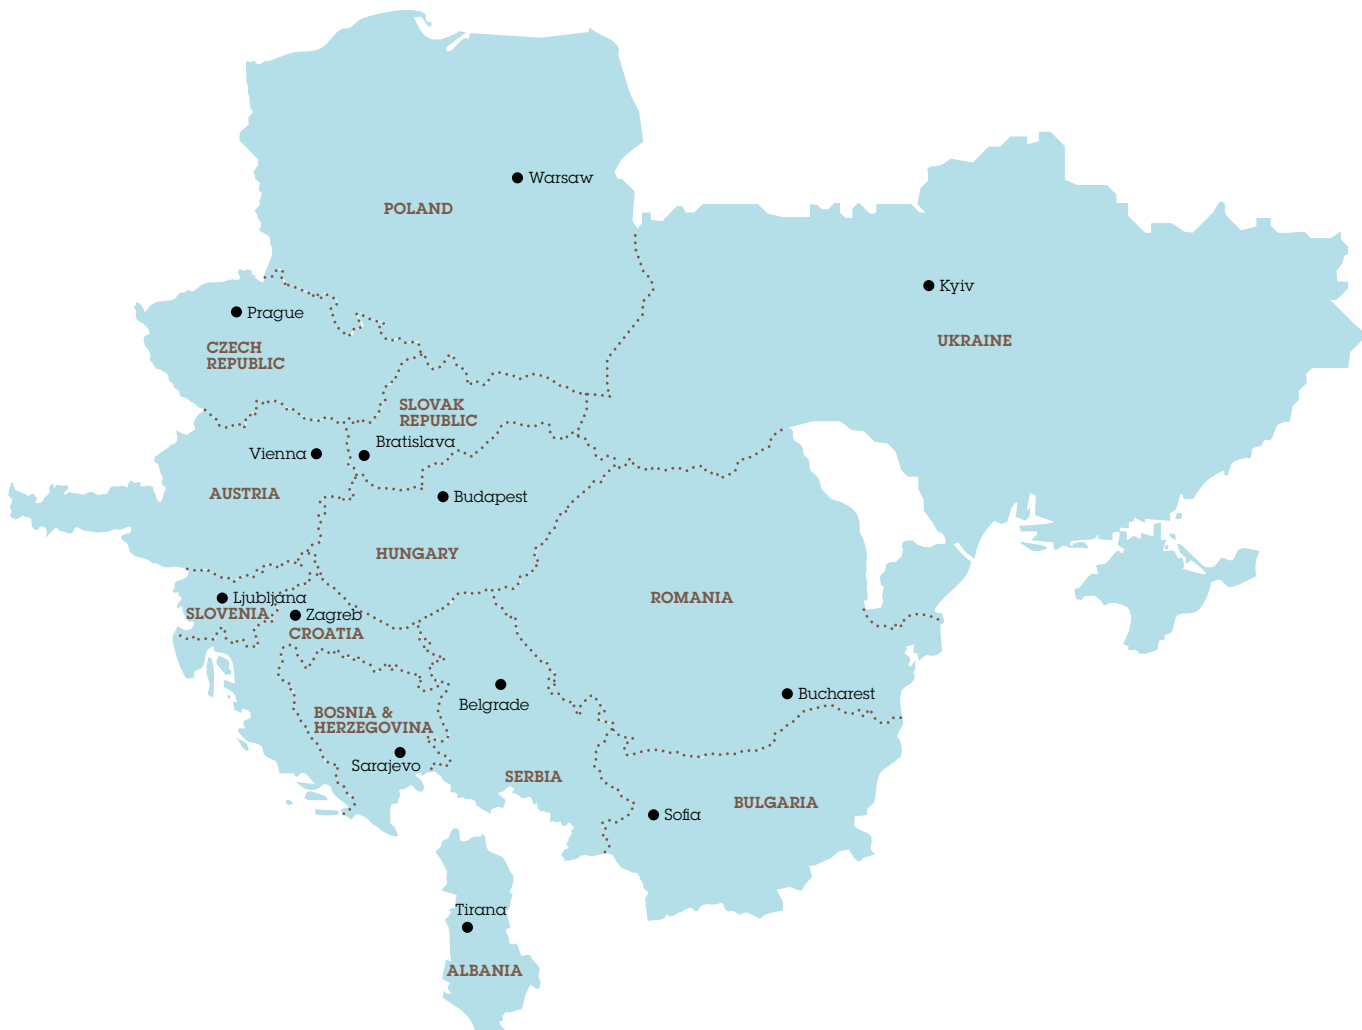 Warsaw
POLAND
Kyiv
Prague
UKRAINE
CZECH
REPUBLIC
SLOVAK
REPUBLIC
Bratislava
Vienna
AUSTRIA
Budapest
HUNGARY
Ljubljana
SLOVENIA
ROMANIA
Zagreb
CROATIA
Bucharest
Belgrade
BOSNIA &
HERZEGOVINA
Sarajevo
SERBIA
BULGARIA
Sofia
Tirana
ALBANIA